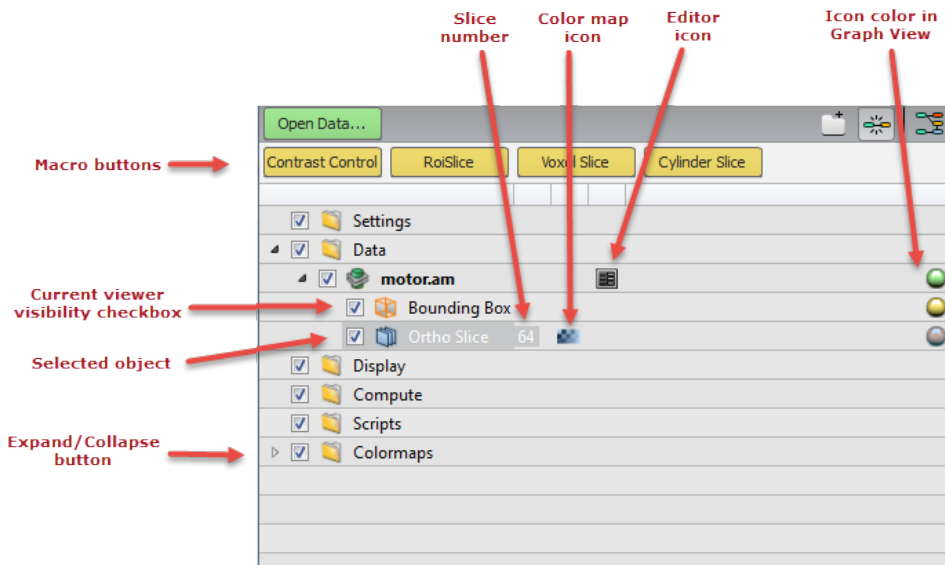 Slice number
Color map icon
Editor icon
Icon color in Graph View
Open Data...
Macro buttons
Contrast Control
RoiSlice
Voxel Slice
Cylinder Slice
Settings
Data
motor.am
Current viewer visibility checkbox
Bounding Box
Selected object
Ortho Slice 64
Display
Compute
Scripts
Expand/Collapse button
Colormaps